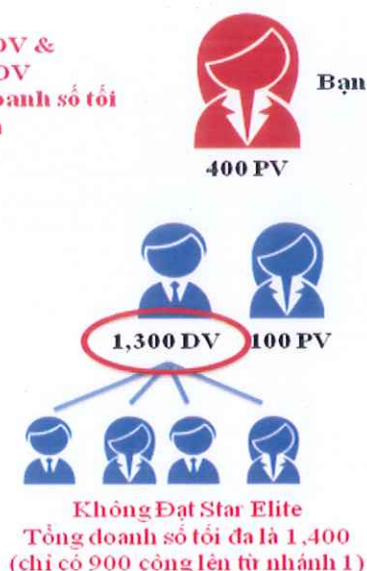 DV &
DV
oanh số tối
Bạn
400 PV
1,300 DV
100 PV
Không Đạt Star Elite
Tổng doanh số tối đa là 1,400
(chỉ có 900 cộng lên từ nhánh 1)